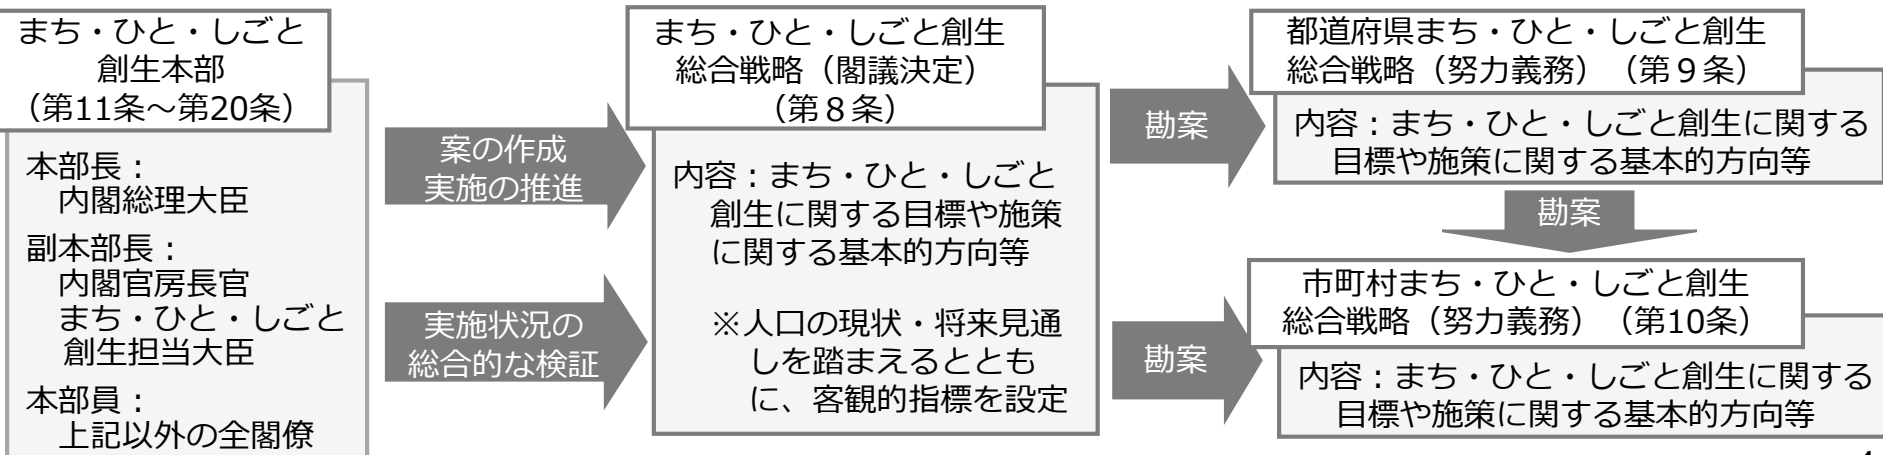 まち・ひと・しごと
創生本部
（第11条～第20条）
本部長：
内閣総理大臣
副本部長：
内閣官房長官
まち・ひと・しごと
創生担当大臣
本部員：
上記以外の全閣僚
案の作成
実施の推進
実施状況の
総合的な検証
まち・ひと・しごと創生
総合戦略（閣議決定）
（第８条）
内容：まち・ひと・しごと
創生に関する目標や施策
に関する基本的方向等
※人口の現状・将来見通
しを踏まえるととも
に、客観的指標を設定
勘案
都道府県まち・ひと・しごと創生
総合戦略（努力義務）（第９条）
内容：まち・ひと・しごと創生に関する
目標や施策に関する基本的方向等
勘案
勘案
市町村まち・ひと・しごと創生
総合戦略（努力義務）（第10条）
内容：まち・ひと・しごと創生に関する
目標や施策に関する基本的方向等